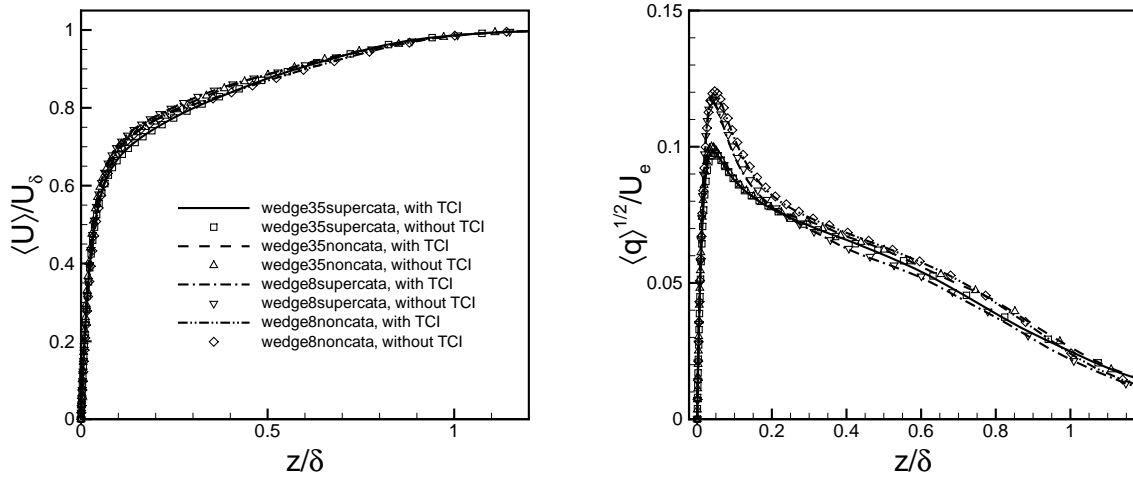 ⟨U⟩/U_δ
1
0.8
0.6
0.4
0.2
0
0
0.5
1
z/δ
wedge35supercata, with TCI
wedge35supercata, without TCI
wedge35noncata, with TCI
wedge35noncata, without TCI
wedge8supercata, with TCI
wedge8supercata, without TCI
wedge8noncata, with TCI
wedge8noncata, without TCI
⟨q⟩^1/2/U_e
0.15
0.1
0.05
0
0
0.2
0.4
0.6
0.8
1
z/δ